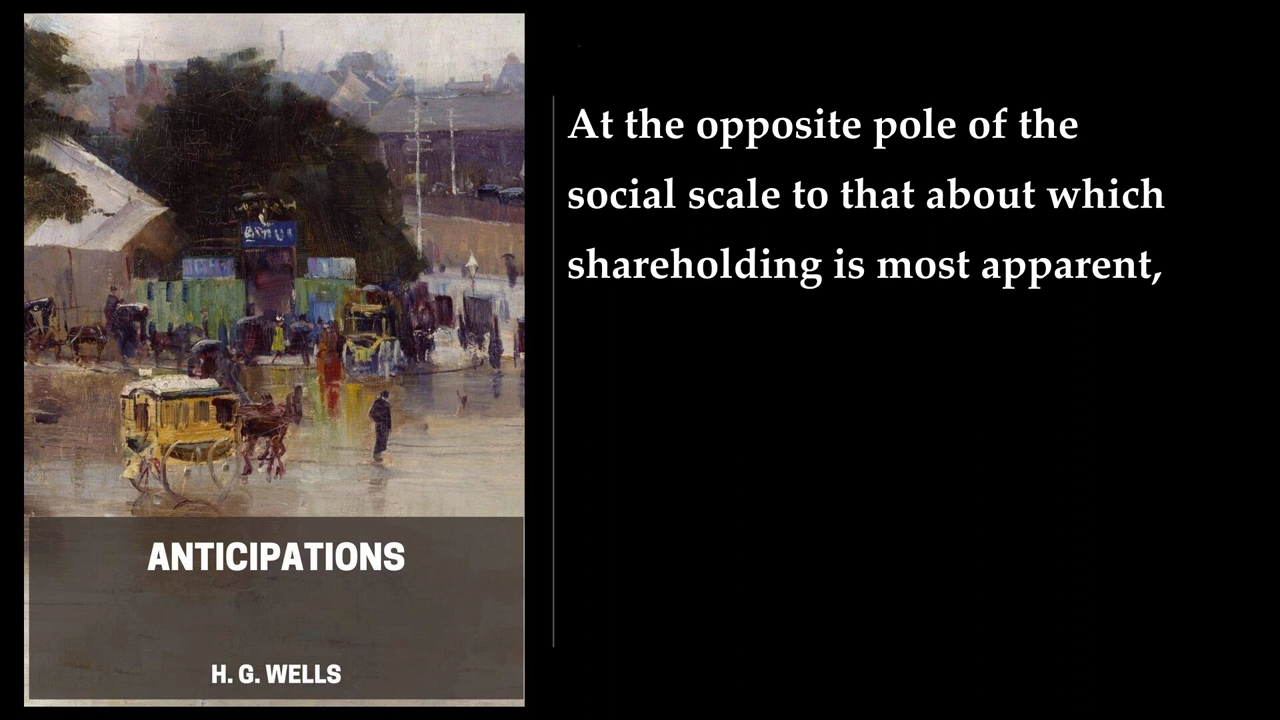 At the opposite pole of the
social scale to that about which
shareholding is most apparent,
ANTICIPATIONS
H. G. WELLS